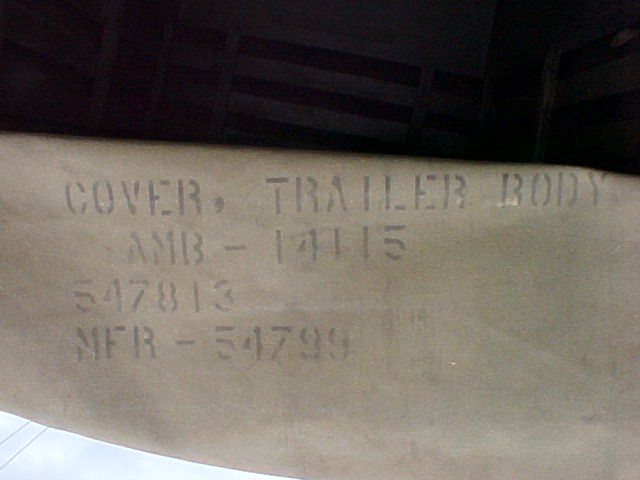 COVER, TRAILER BODY.
AMB - 14115
547813
MFR - 54799